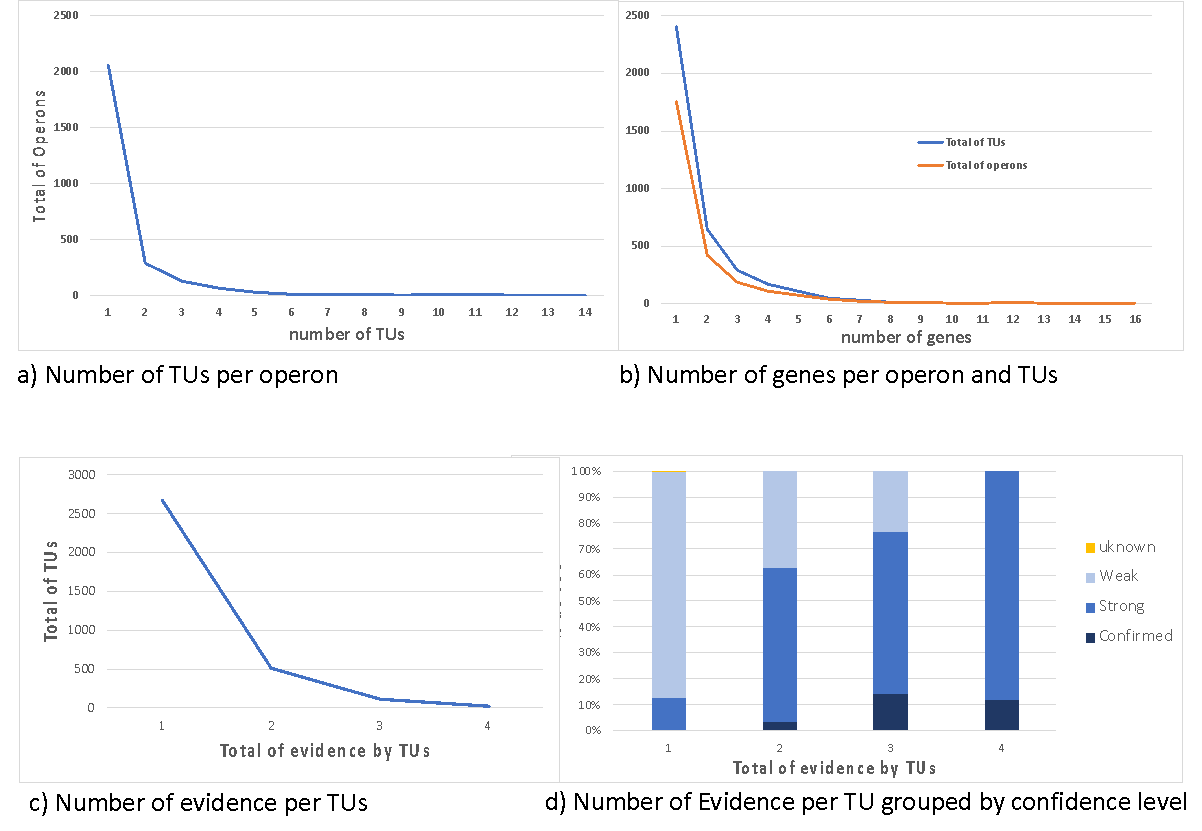 2500
2000
1500
1000
500
0
Total of Operons
1 2 3 4 5 6 7 8 9 10 11 12 13 14
number of TUs
a) Number of TUs per operon
2500
2000
1500
1000
500
0
Total of TUs
Total of operons
1 2 3 4 5 6 7 8 9 10 11 12 13 14 15 16
number of genes
b) Number of genes per operon and TUs
3000
2500
2000
1500
1000
500
0
Total of TUs
1 2 3 4
Total of evidence by TUs
c) Number of evidence per TUs
100%
90%
80%
70%
60%
50%
40%
30%
20%
10%
0%
1 2 3 4
Total of evidence by TUs
uknown
Weak
Strong
Confirmed
d) Number of Evidence per TU grouped by confidence level